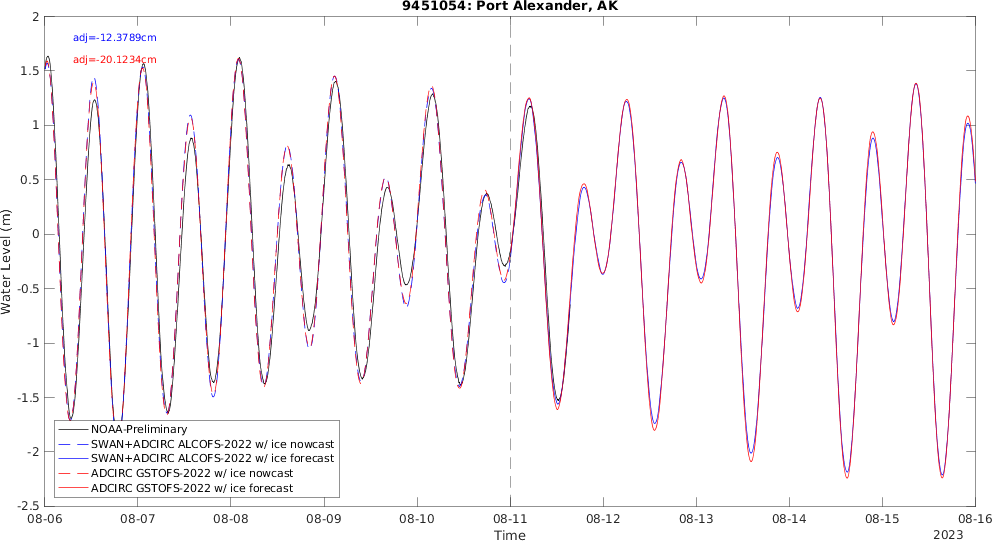 9451054: Port Alexander, AK
adj=-12.3789cm
adj=-20.1234cm
Water Level (m)
2
1.5
1
0.5
0
-0.5
-1
-1.5
-2
-2.5
NOAA-Preliminary
SWAN+ADCIRC ALCOFS-2022 w/ ice nowcast
SWAN+ADCIRC ALCOFS-2022 w/ ice forecast
ADCIRC GSTOFS-2022 w/ ice nowcast
ADCIRC GSTOFS-2022 w/ ice forecast
08-06 08-07 08-08 08-09 08-10 08-11 08-12 08-13 08-14 08-15 08-16
Time
2023